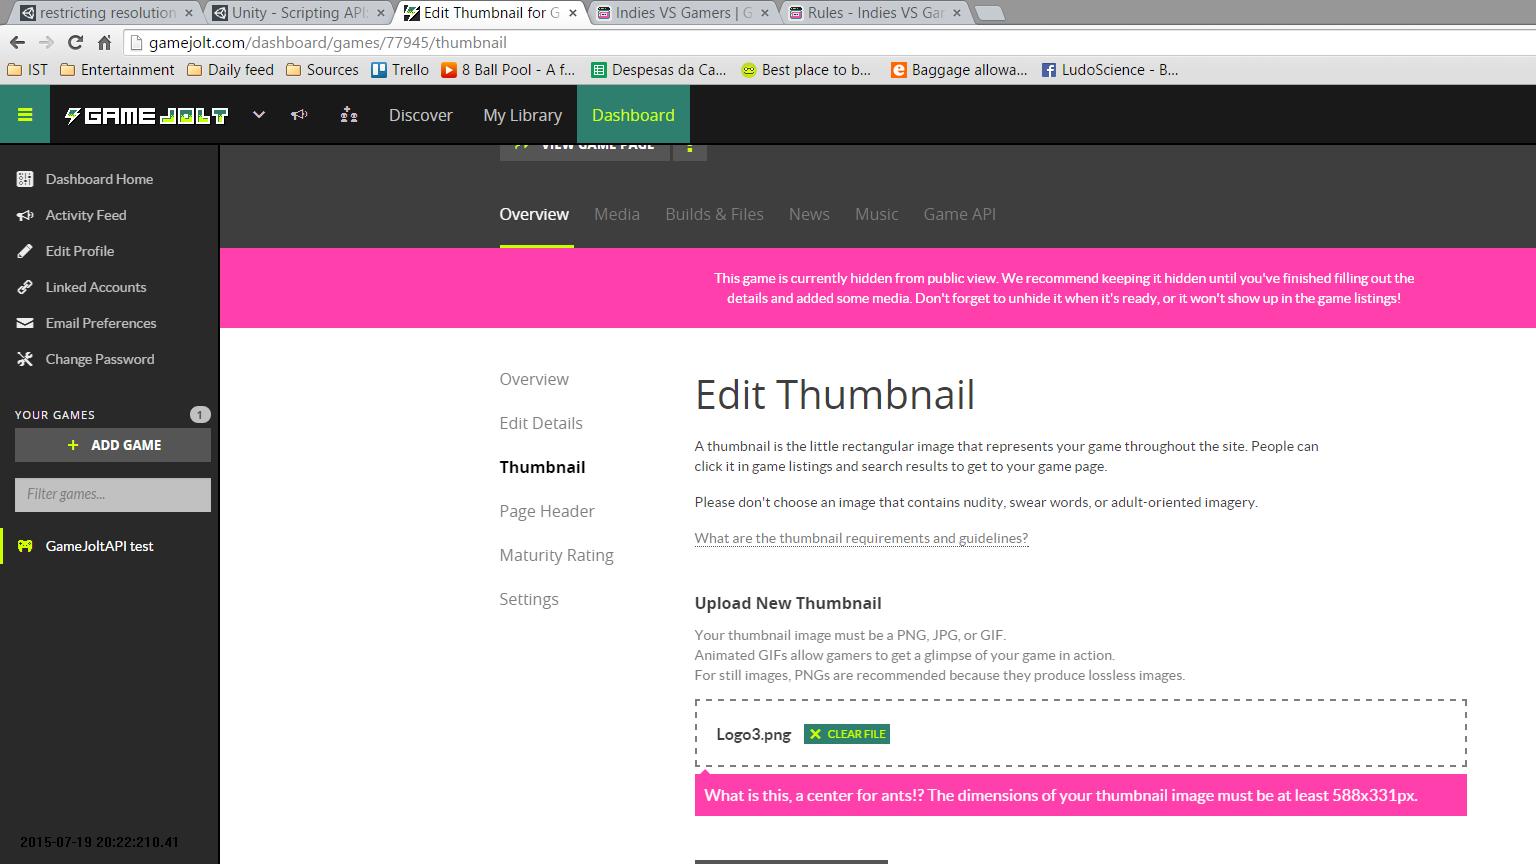 restricting resolution
Unity - Scripting API:
Edit Thumbnail for G
Indies VS Gamers | G
Rules - Indies VS Gar
gamejolt.com/dashboard/games/77945/thumbnail
IST
Entertainment
Daily feed
Sources
Trello
8 Ball Pool - A f...
Despesas da Ca...
Best place to b...
Baggage allowa...
LudoScience - B...
GAME JOLT
Discover
My Library
Dashboard
VIEW GAME PAGE
Dashboard Home
Activity Feed
Edit Profile
Linked Accounts
Email Preferences
Change Password
YOUR GAMES
1
+ ADD GAME
Filter games...
GameJoltAPI test
2015-07-19 20:22:210.41
Overview
Media
Builds & Files
News
Music
Game API
This game is currently hidden from public view. We recommend keeping it hidden until you've finished filling out the
details and added some media. Don't forget to unhide it when it's ready, or it won't show up in the game listings!
Overview
Edit Details
Thumbnail
Page Header
Maturity Rating
Settings
Edit Thumbnail
A thumbnail is the little rectangular image that represents your game throughout the site. People can
click it in game listings and search results to get to your game page.
Please don't choose an image that contains nudity, swear words, or adult-oriented imagery.
What are the thumbnail requirements and guidelines?
Upload New Thumbnail
Your thumbnail image must be a PNG, JPG, or GIF.
Animated GIFs allow gamers to get a glimpse of your game in action.
For still images, PNGs are recommended because they produce lossless images.
Logo3.png
CLEAR FILE
What is this, a center for ants!? The dimensions of your thumbnail image must be at least 588x331px.